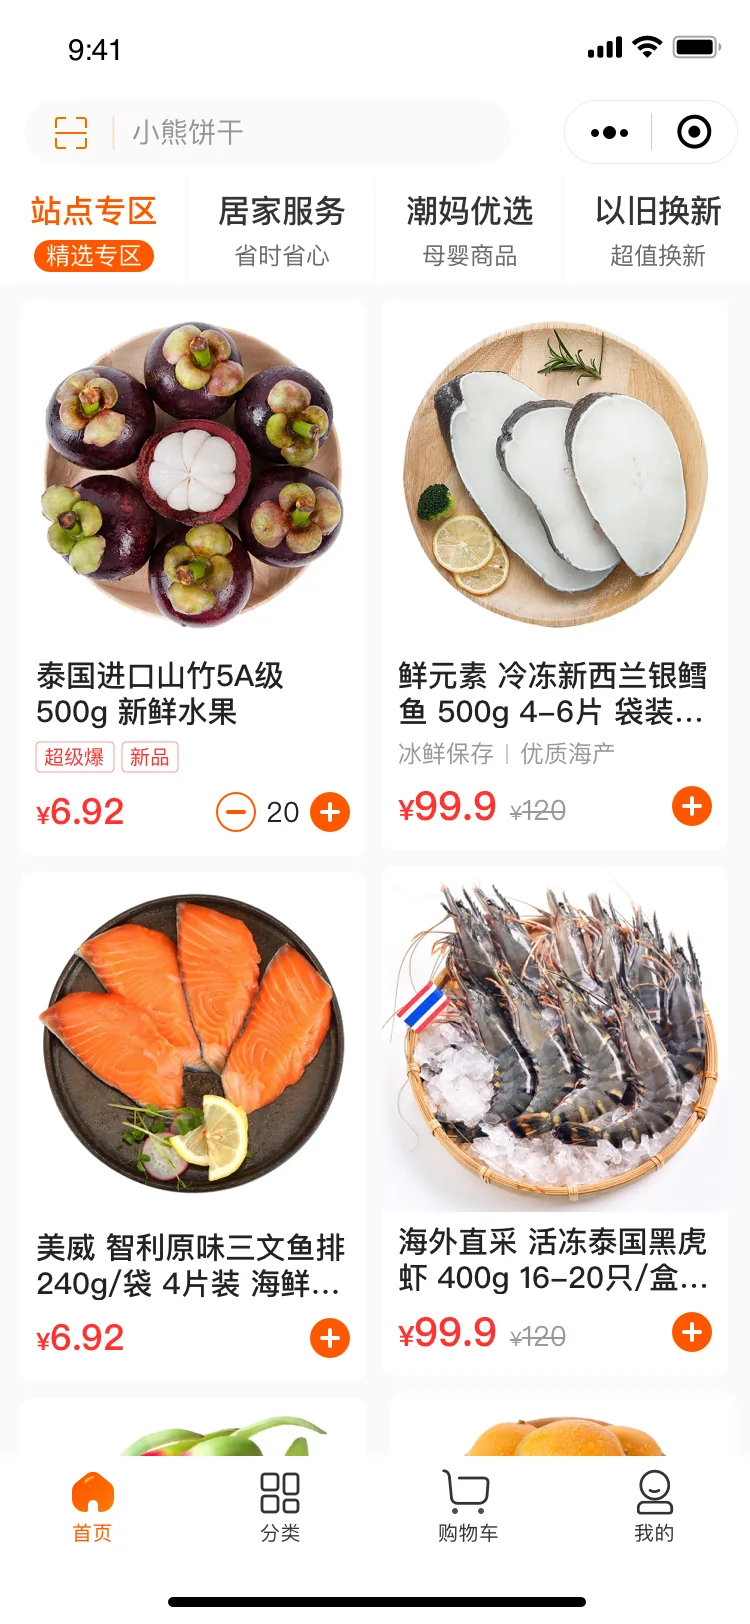 9:41
小熊饼干
站点专区
居家服务
潮妈优选
以旧换新
精选专区
省时省心
母婴商品
超值换新
泰国进口山竹5A级
500g 新鲜水果
超级爆 新品
¥6.92
20
鲜元素 冷冻新西兰银鳕
鱼 500g 4-6片 袋装...
冰鲜保存 | 优质海产
¥99.9 ¥120
美威 智利原味三文鱼排
240g/袋 4片装 海鲜...
¥6.92
海外直采 活冻泰国黑虎
虾 400g 16-20只/盒...
¥99.9 ¥120
首页
分类
购物车
我的